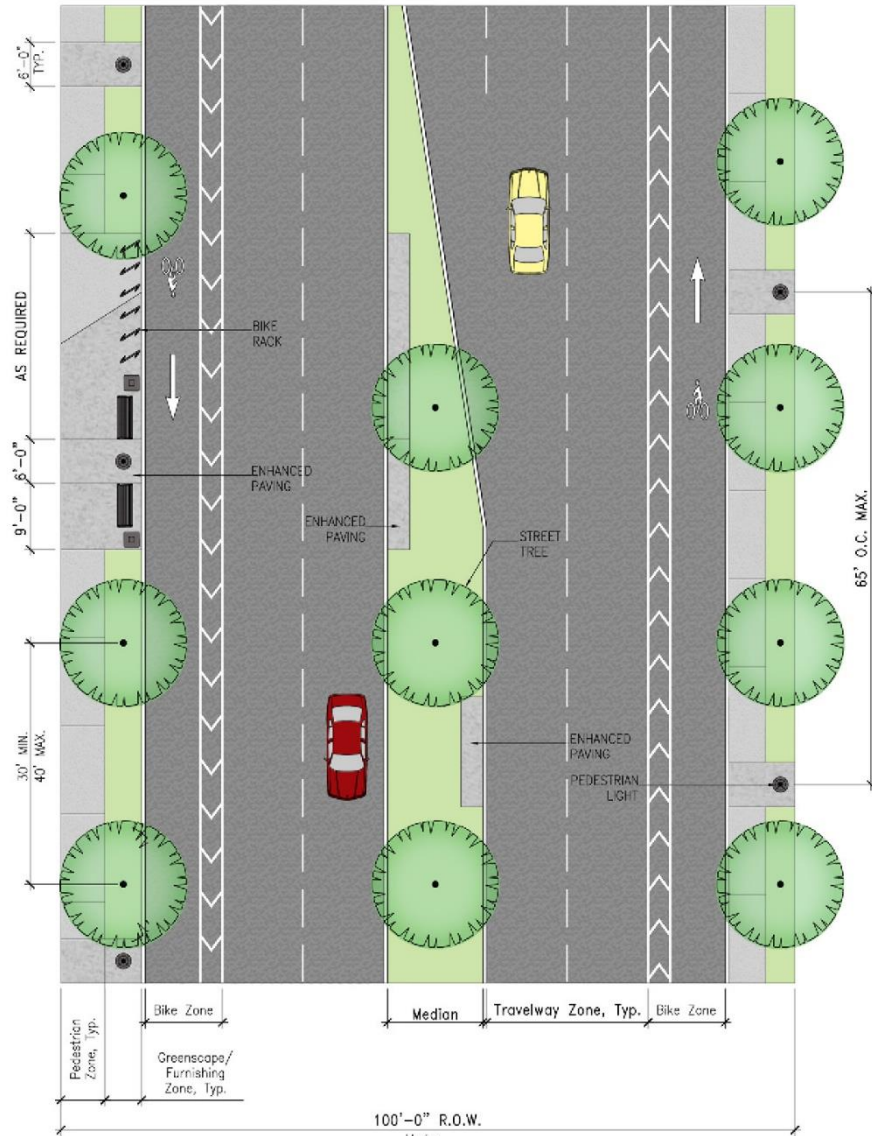 6'-0"
TYP.
AS REQUIRED
BIKE
RACK
6'-0"
ENHANCED
PAVING
9'-0"
ENHANCED
PAVING
STREET
TREE
65' O.C. MAX.
30' MIN.
40' MAX.
ENHANCED
PAVING
PEDESTRIAN
LIGHT
Pedestrian
Zone, Typ.
Bike Zone
Greenscape/
Furnishing
Zone, Typ.
Median
Travelway Zone, Typ.
Bike Zone
100'-0" R.O.W.